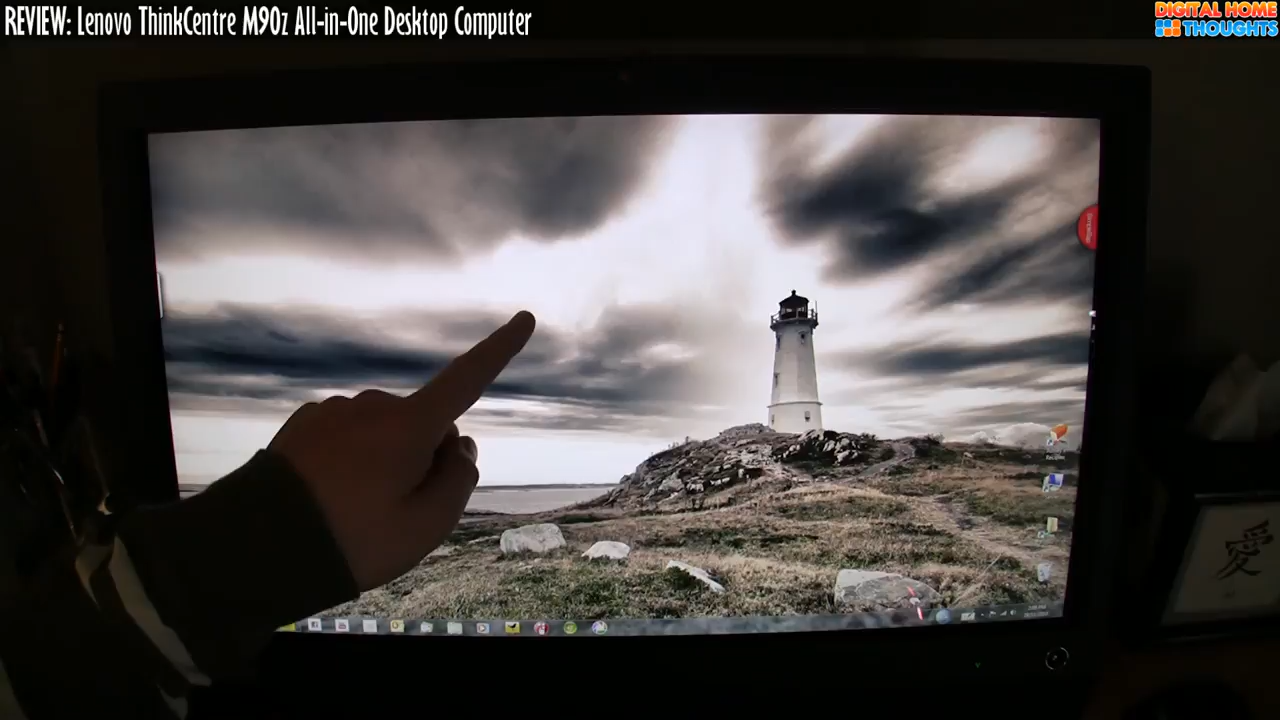 REVIEW: Lenovo ThinkCentre M90z All-in-One Desktop Computer
DIGITAL HOME
THOUGHTS
愛